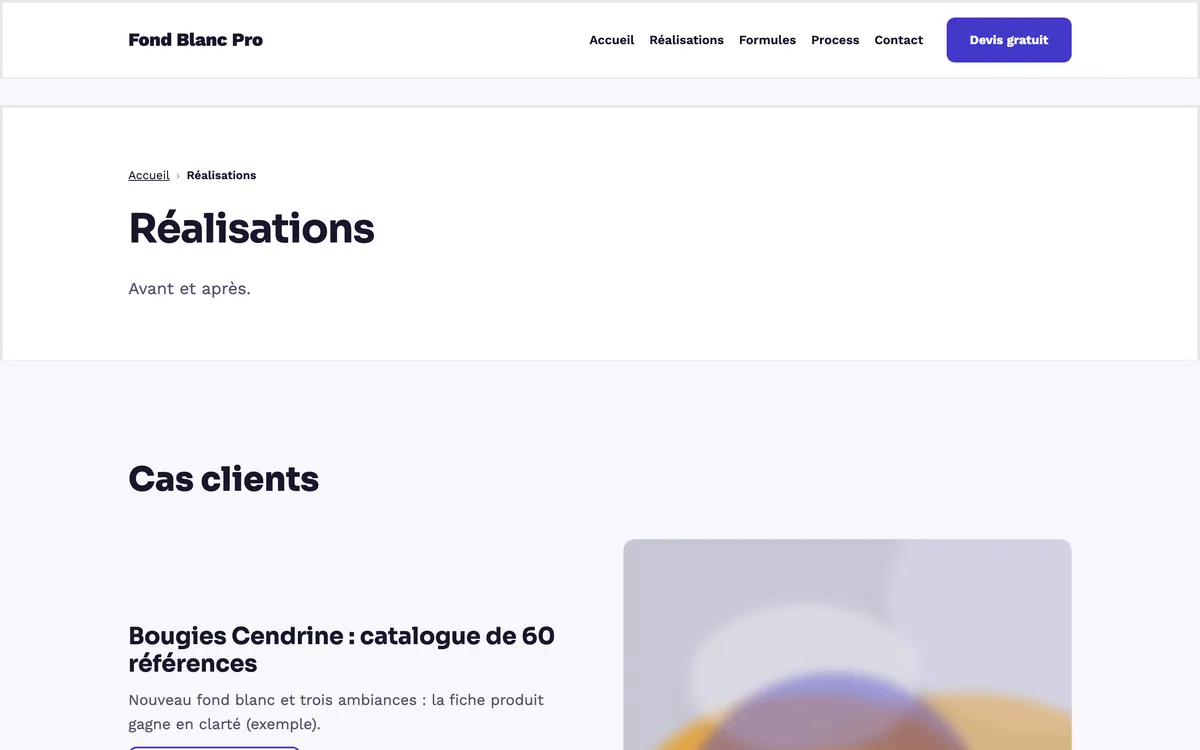 Fond Blanc Pro
Accueil Réalisations Formules Process Contact Devis gratuit
Accueil › Réalisations
Réalisations
Avant et après.
Cas clients
Bougies Cendrine : catalogue de 60
références
Nouveau fond blanc et trois ambiances : la fiche produit
gagne en clarté (exemple).